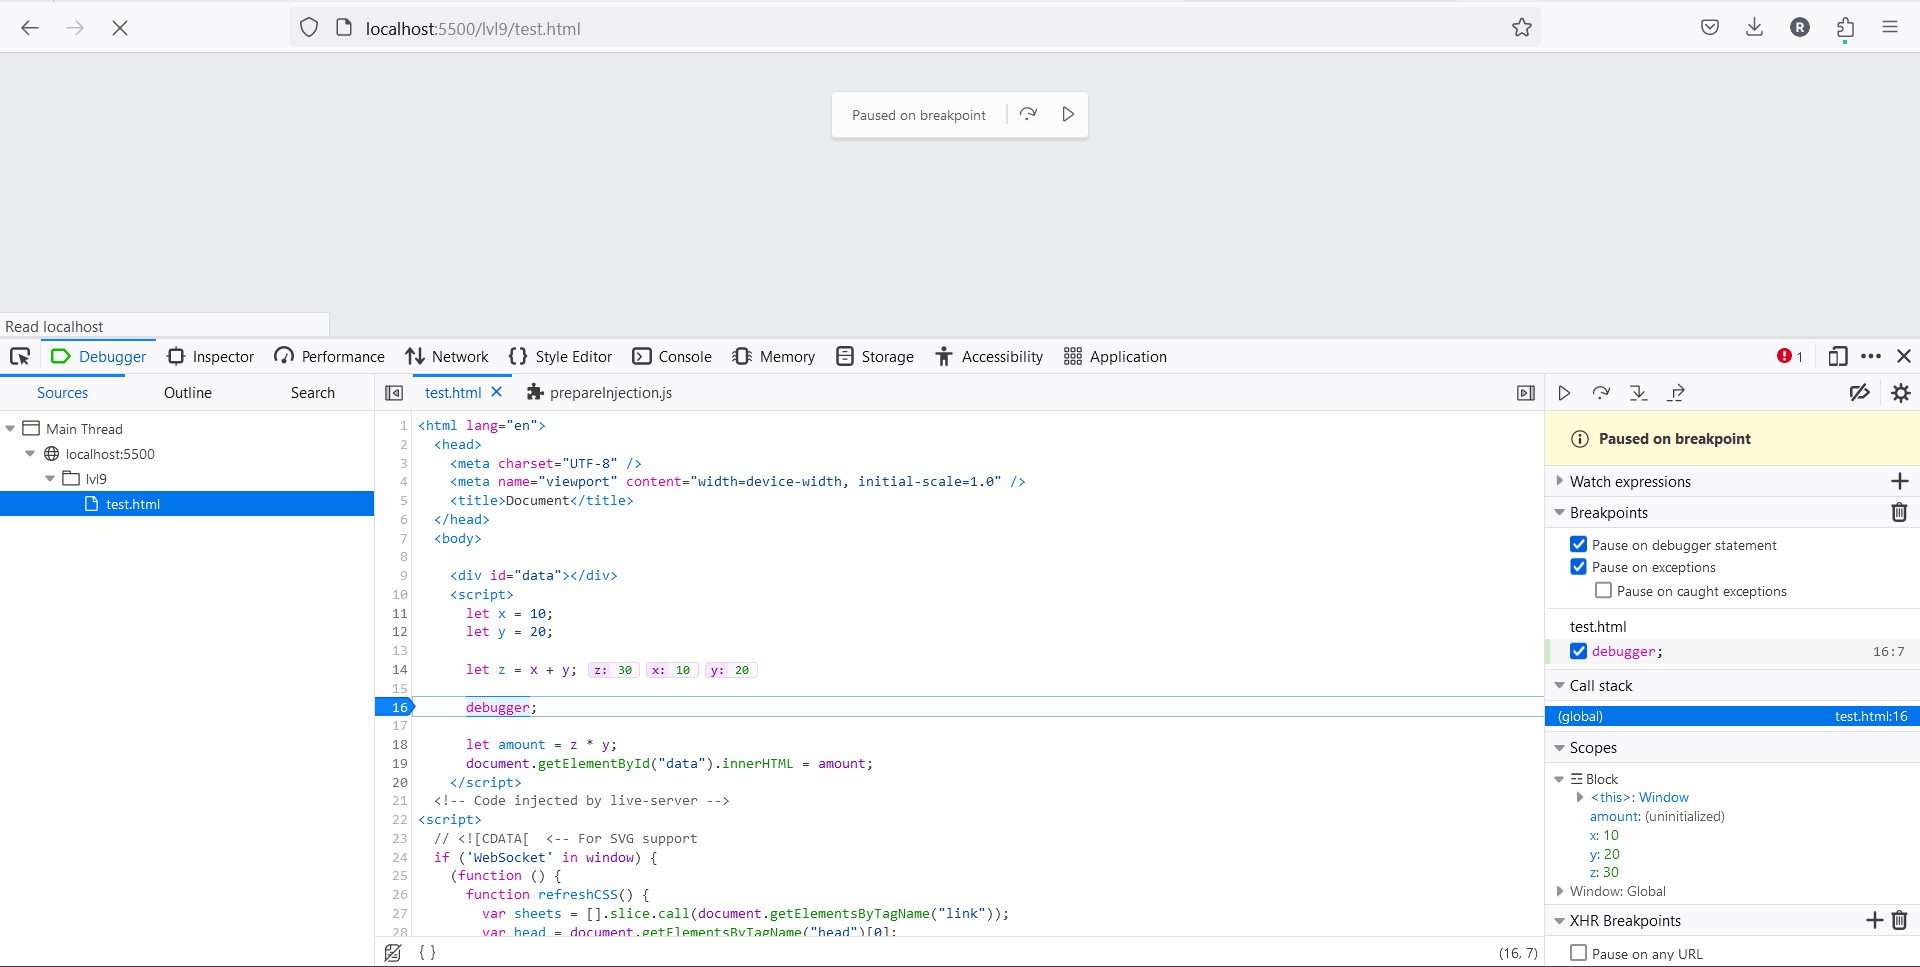 localhost:5500/lvl9/test.html
R
Paused on breakpoint
Read localhost
Debugger Inspector Performance Network Style Editor Console Memory Storage Accessibility Application 1
Sources Outline Search
Main Thread
localhost:5500
lvl9
test.html
test.html prepareInjection.js
1 <html lang="en">
2 <head>
3 <meta charset="UTF-8" />
4 <meta name="viewport" content="width=device-width, initial-scale=1.0" />
5 <title>Document</title>
6 </head>
7 <body>
8
9 <div id="data"></div>
10 <script>
11 let x = 10;
12 let y = 20;
13
14 let z = x + y; z: 30 x: 10 y: 20
15
16 debugger;
17
18 let amount = z * y;
19 document.getElementById("data").innerHTML = amount;
20 </script>
21 <!-- Code injected by live-server -->
22 <script>
23 // <![CDATA[ <-- For SVG support
24 if ('WebSocket' in window) {
25 (function () {
26 function refreshCSS() {
27 var sheets = [].slice.call(document.getElementsByTagName("link"));
28 var head = document.getElementsByTagName("head")[0];
{ } (16, 7)
Paused on breakpoint
Watch expressions
Breakpoints
Pause on debugger statement
Pause on exceptions
Pause on caught exceptions
test.html
debugger; 16:7
Call stack
(global) test.html:16
Scopes
Block
<this>: Window
amount: (uninitialized)
x: 10
y: 20
z: 30
Window: Global
XHR Breakpoints
Pause on any URL